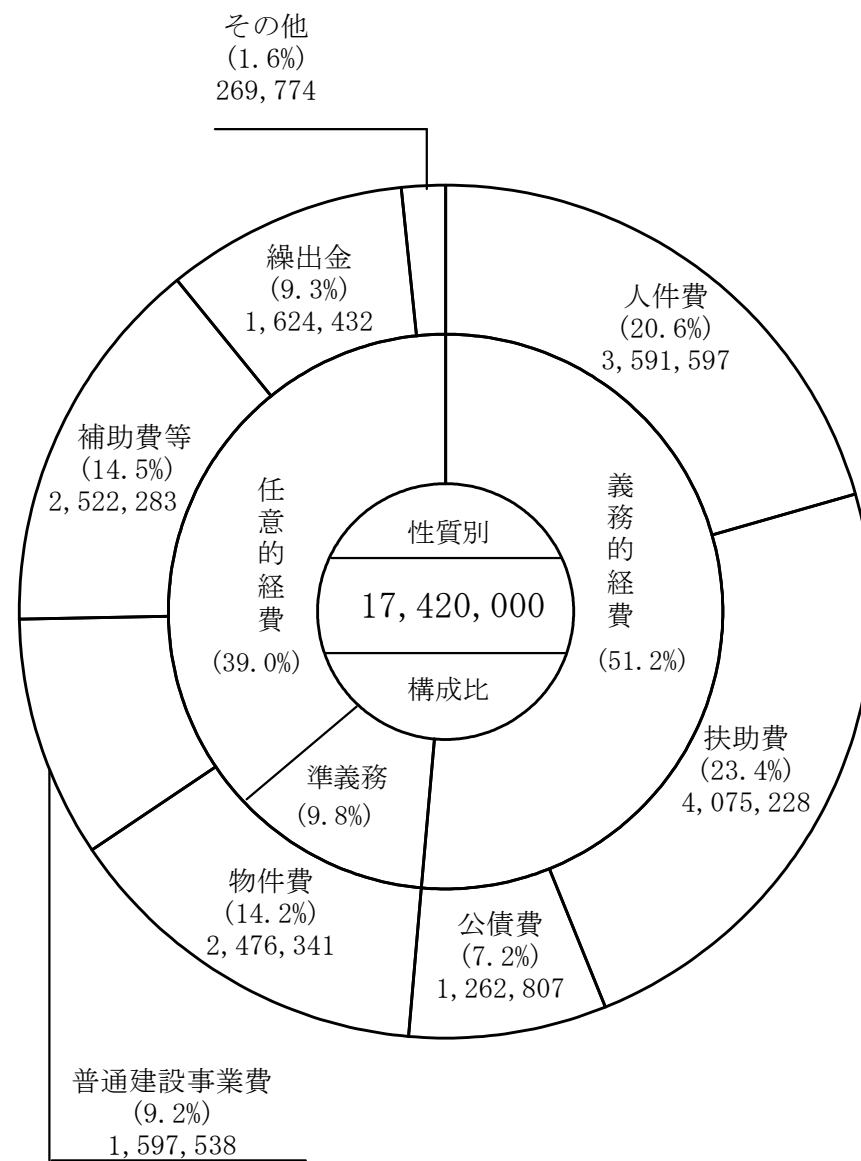 その他
(1.6%)
269,774
繰出金
(9.3%)
1,624,432
人件費
(20.6%)
3,591,597
補助費等
(14.5%)
2,522,283
任意的経費
(39.0%)
義務的経費
(51.2%)
性質別
17,420,000
構成比
準義務
(9.8%)
扶助費
(23.4%)
4,075,228
物件費
(14.2%)
2,476,341
公債費
(7.2%)
1,262,807
普通建設事業費
(9.2%)
1,597,538